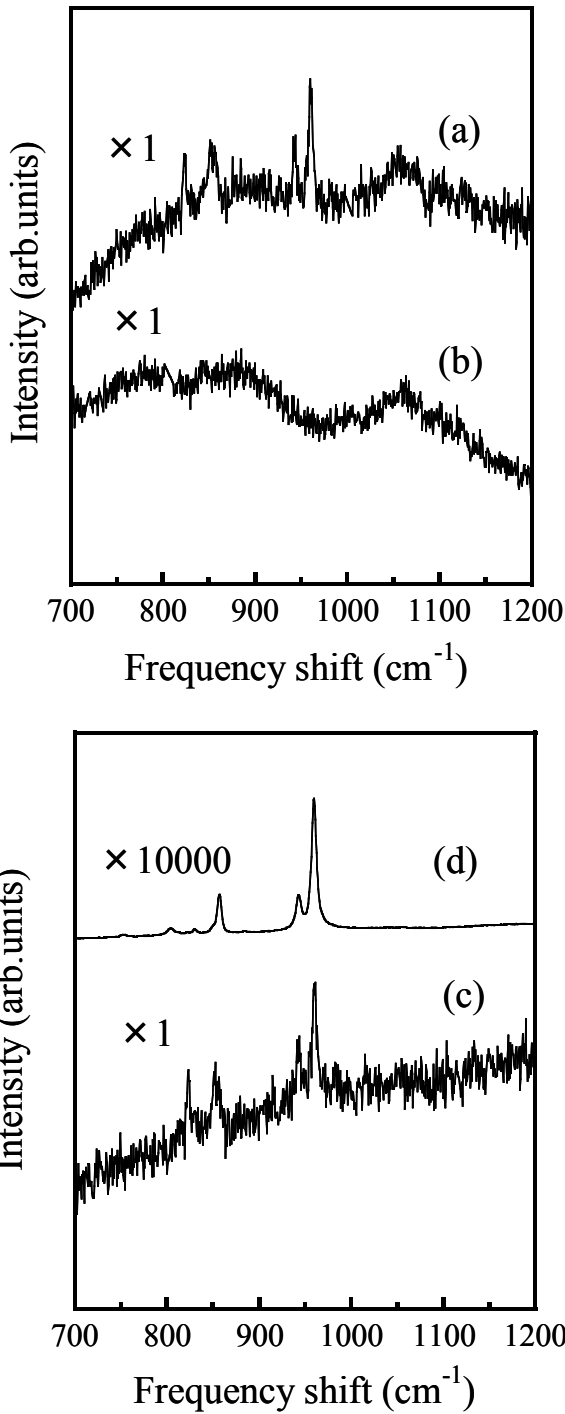 (a)
× 1
Intensity (arb.units)
× 1
(b)
700 800 900 1000 1100 1200
Frequency shift (cm⁻¹)
× 10000 (d)
Intensity (arb.units)
(c)
× 1
700 800 900 1000 1100 1200
Frequency shift (cm⁻¹)